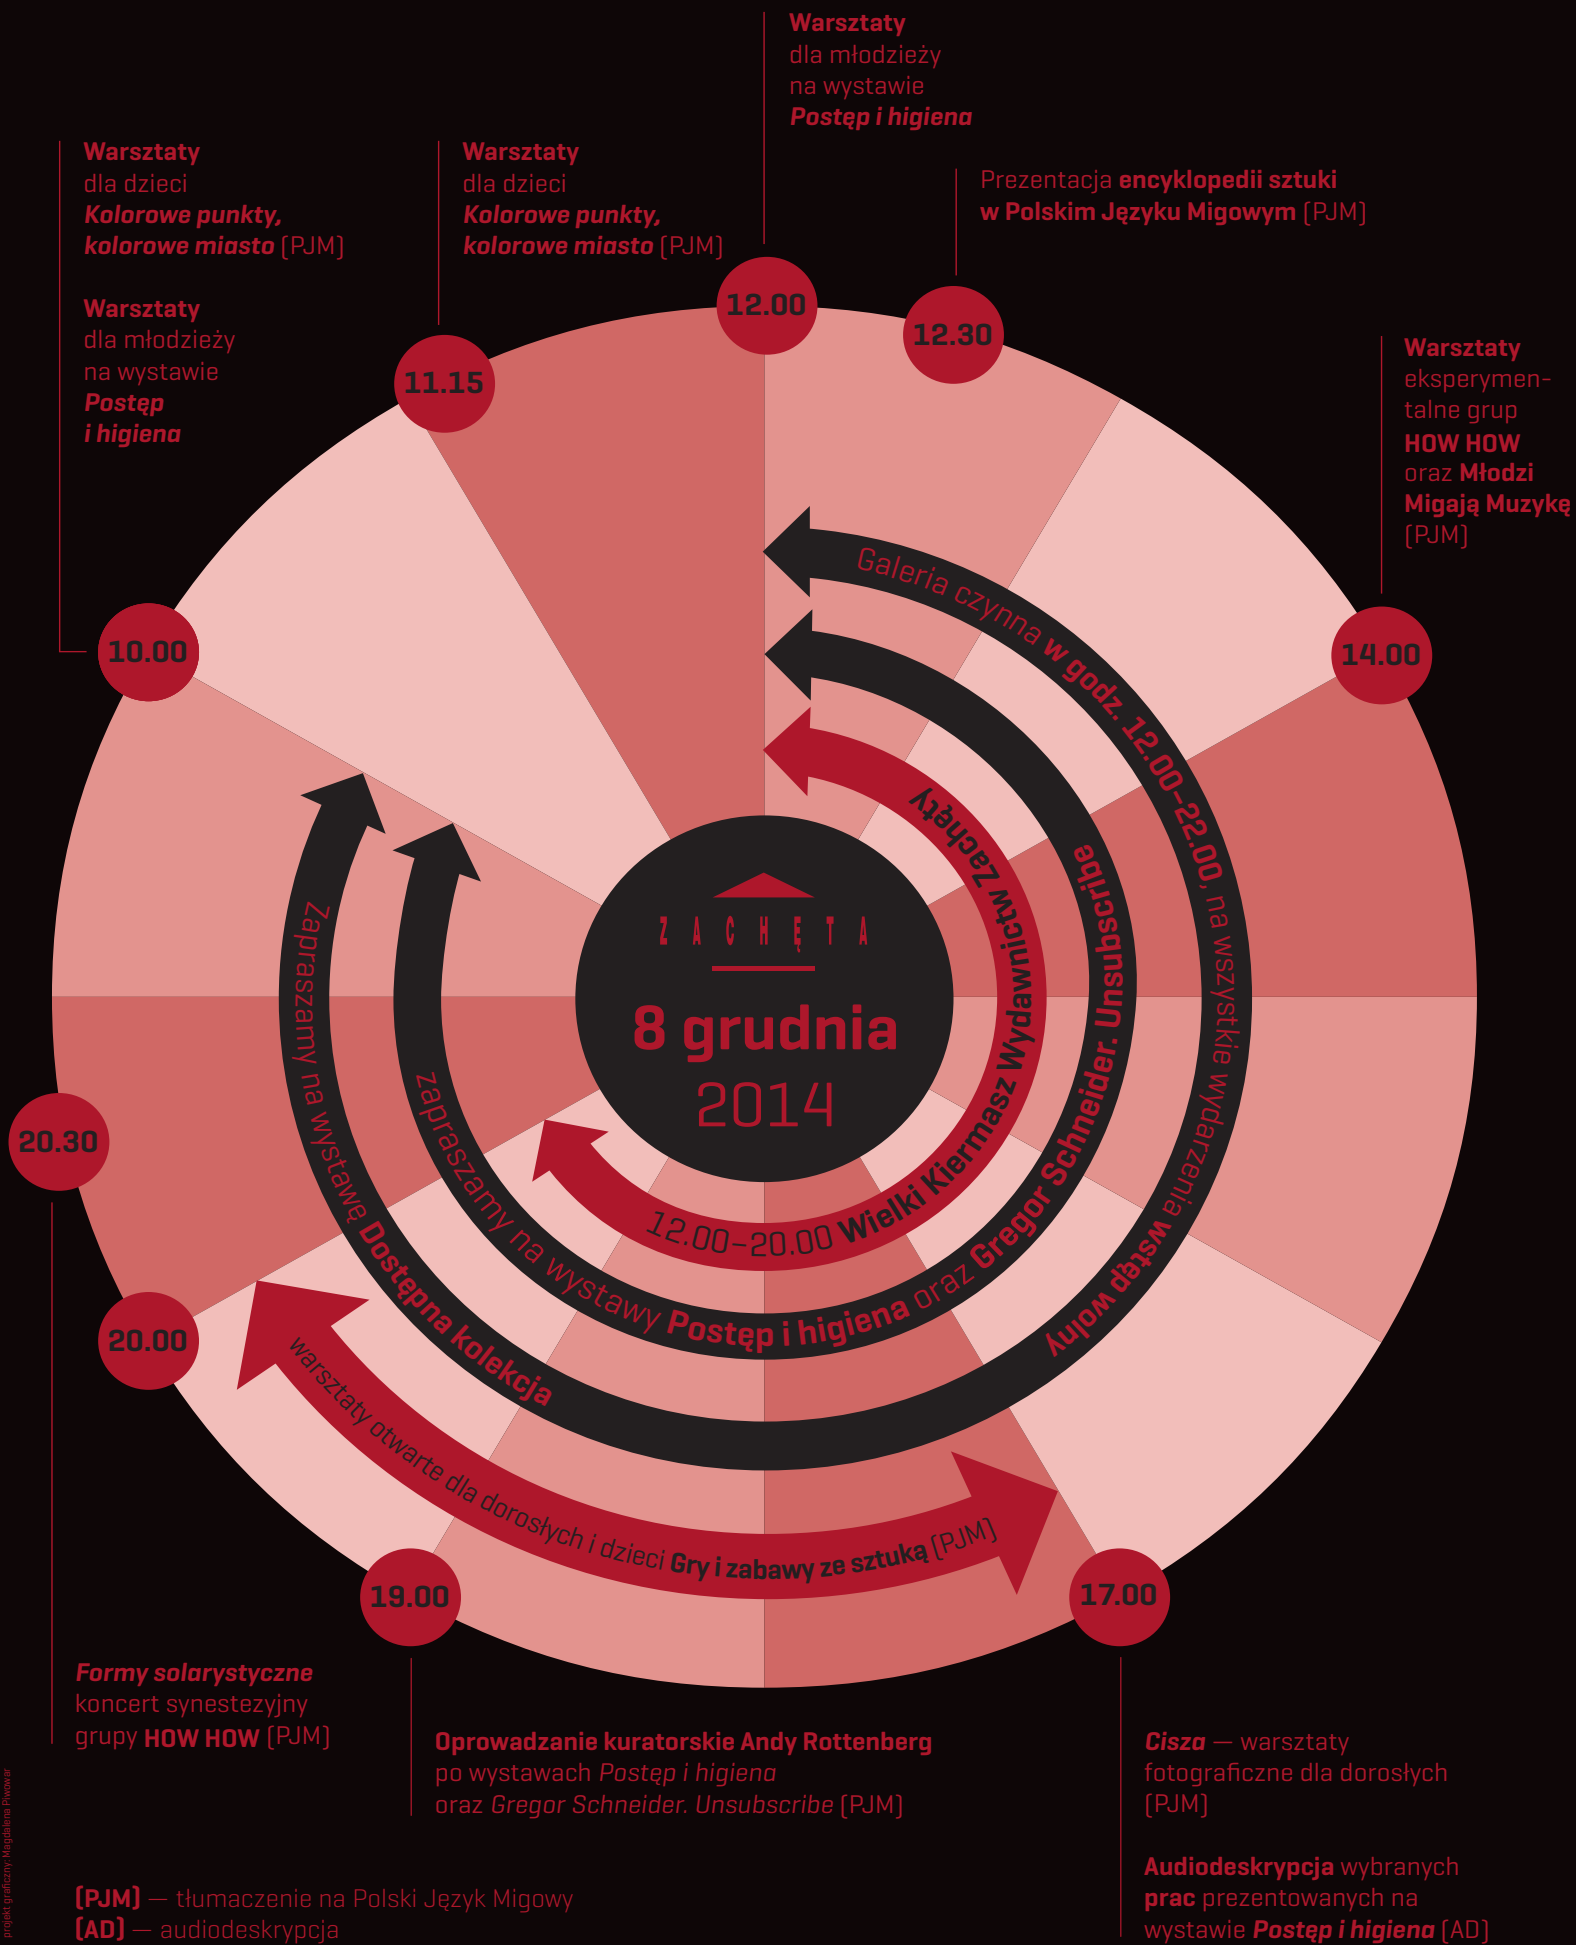 Warsztaty
dla młodzieży
na wystawie
Postęp i higiena
Warsztaty
dla dzieci
Kolorowe punkty,
kolorowe miasto (PJM)
Warsztaty
dla młodzieży
na wystawie
Postęp
i higiena
Warsztaty
dla dzieci
Kolorowe punkty,
kolorowe miasto (PJM)
Prezentacja encyklopedii sztuki
w Polskim Języku Migowym (PJM)
Warsztaty
eksperymen-
talne grup
HOW HOW
oraz Młodzi
Migają Muzykę
(PJM)
12.00
12.30
11.15
10.00
14.00
Galeria czynna w godz. 12.00–22.00, na wszystkie wydarzenia wstęp wolny
Zapraszamy na wystawę Dostępna kolekcja
zapraszamy na wystawy Postęp i higiena oraz Gregor Schneider. Unsunbscribe
12.00–20.00 Wielki Kiermasz Wydawnictw Zachęty
ZACHĘTA
8 grudnia
2014
20.30
20.00
warsztaty otwarte dla dorosłych i dzieci Gry i zabawy ze sztuką (PJM)
19.00
17.00
Formy solarystyczne
koncert synestezyjny
grupy HOW HOW (PJM)
Oprowadzanie kuratorskie Andy Rottenberg
po wystawach Postęp i higiena
oraz Gregor Schneider. Unsubscribe (PJM)
Cisza — warsztaty
fotograficzne dla dorosłych
(PJM)
Audiodeskrypcja wybranych
prac prezentowanych na
wystawie Postęp i higiena (AD)
(PJM) — tłumaczenie na Polski Język Migowy
(AD) — audiodeskrypcja
projekt graficzny: Magdalena Piwowar